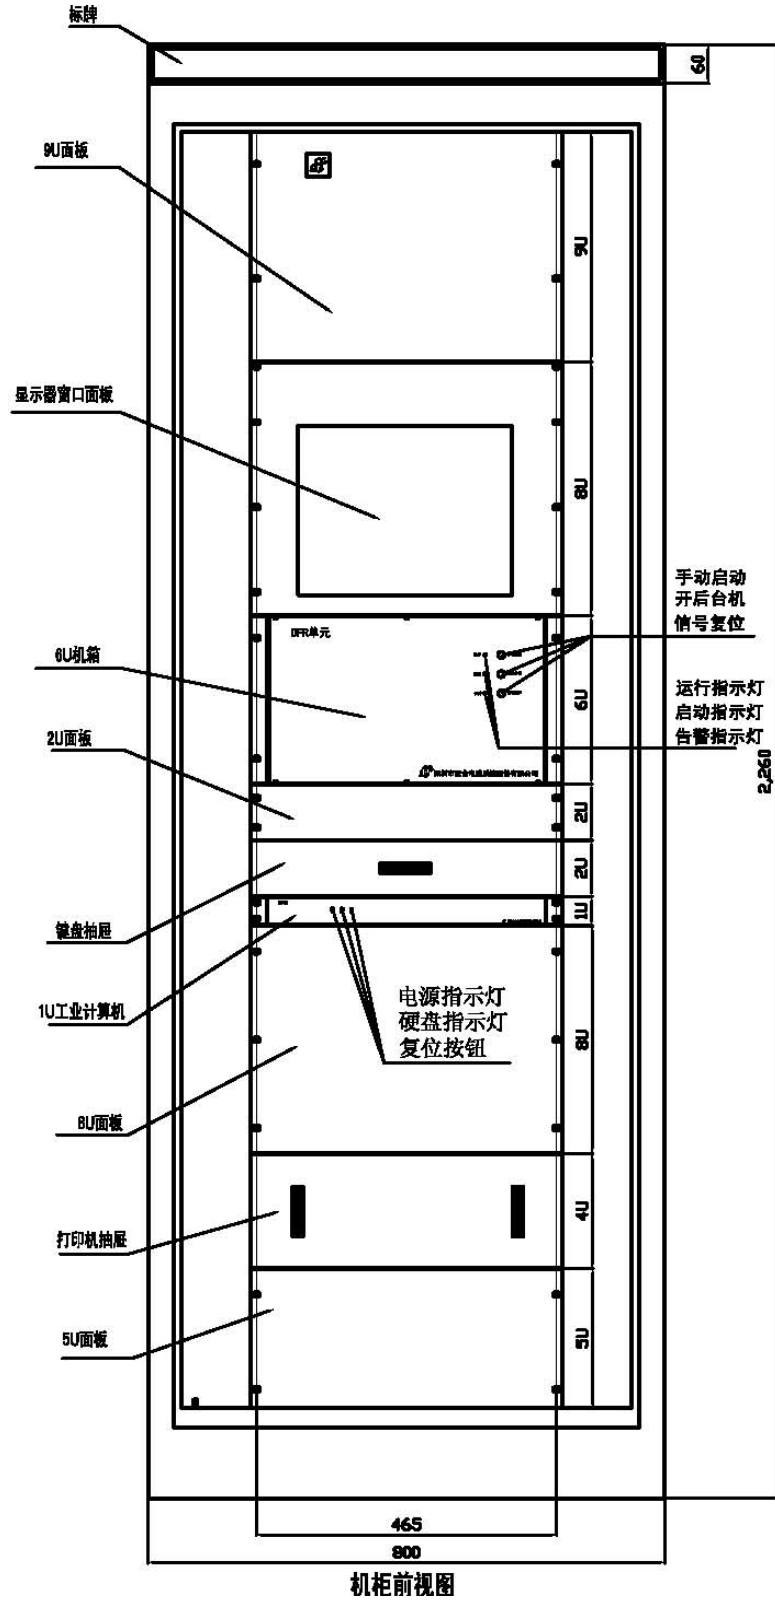 标牌
60
9U面板
9U
显示器窗口面板
8U
手动启动
开后台机
信号复位
DFR单元
6U机箱
6U
运行指示灯
启动指示灯
告警指示灯
2U面板
2,260
2U
2U
键盘抽屉
1U
1U工业计算机
电源指示灯
硬盘指示灯
复位按钮
8U
8U面板
4U
打印机抽屉
5U面板
5U
465
800
机柜前视图